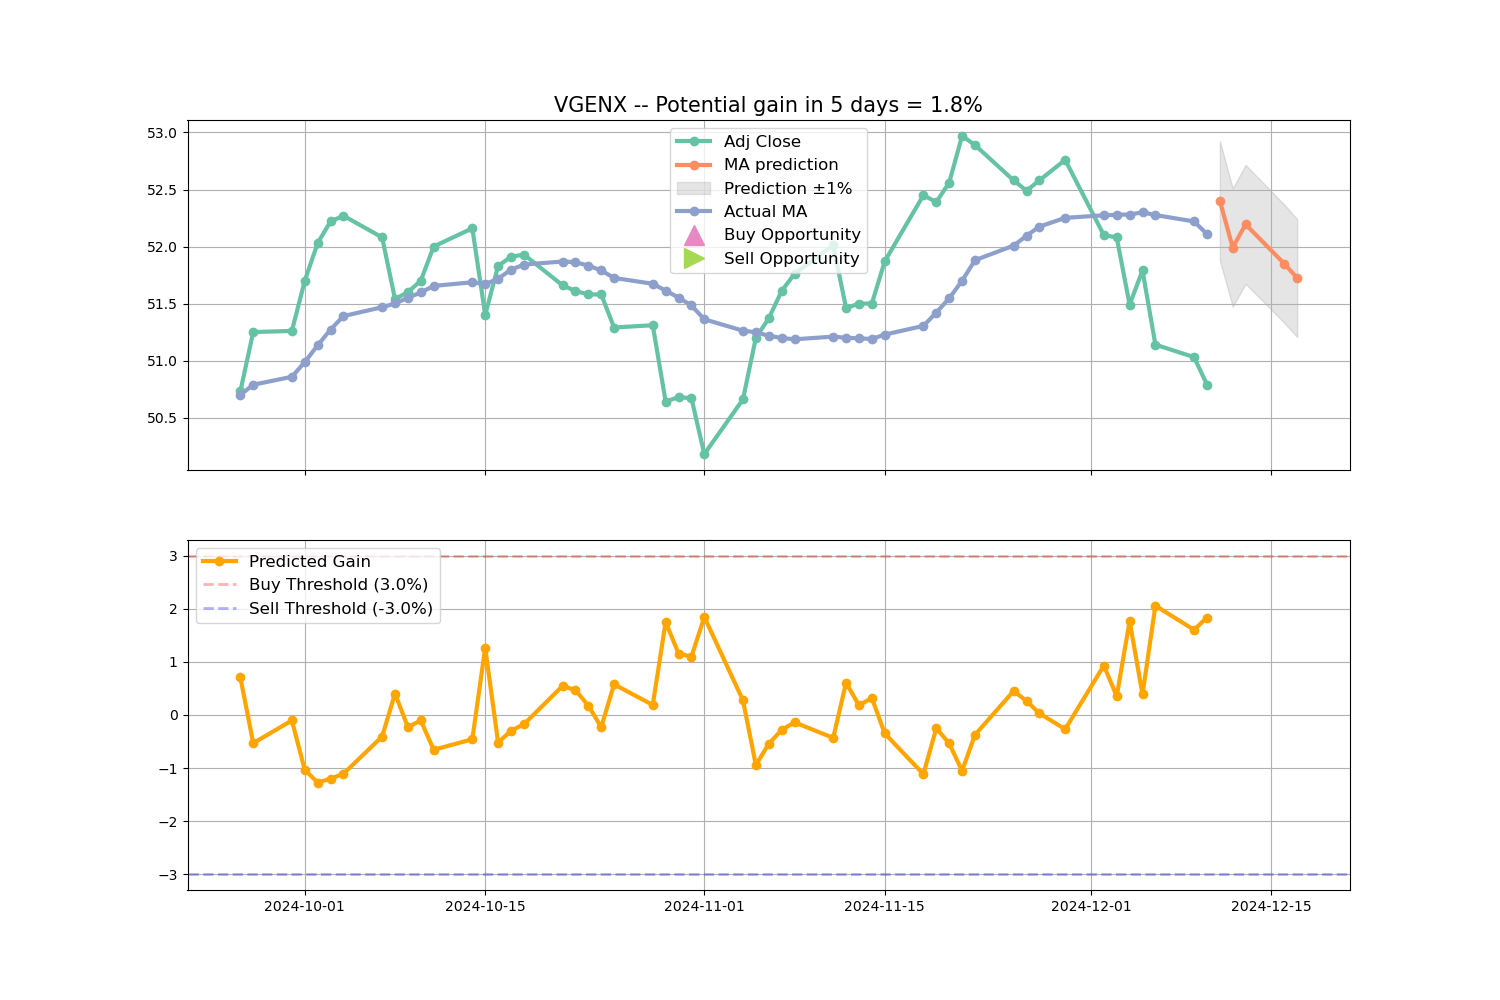 VGENX -- Potential gain in 5 days = 1.8%
53.0
52.5
52.0
51.5
51.0
50.5
Adj Close
MA prediction
Prediction ±1%
Actual MA
Buy Opportunity
Sell Opportunity
3
2
1
0
−1
−2
−3
Predicted Gain
Buy Threshold (3.0%)
Sell Threshold (-3.0%)
2024-10-01
2024-10-15
2024-11-01
2024-11-15
2024-12-01
2024-12-15